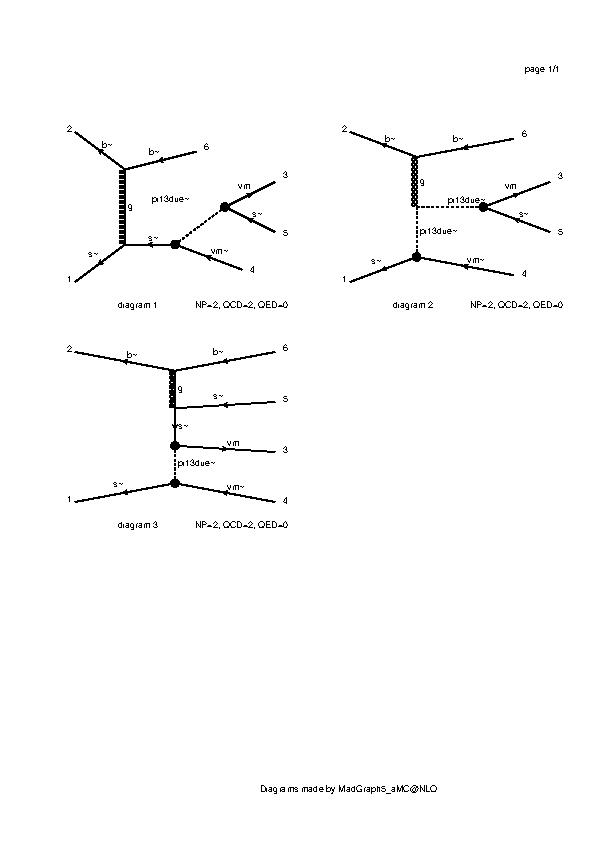 page 1/1
2
b~
b~
6
g
pi13due~
vm
3
s~
5
s~
s~
vm~
4
1
diagram 1
NP=2, QCD=2, QED=0
2
b~
b~
6
g
pi13due~
vm
3
s~
5
pi13due~
s~
vm~
4
1
diagram 2
NP=2, QCD=2, QED=0
2
b~
b~
6
g
s~
5
s~
vm
3
pi13due~
s~
vm~
1
4
diagram 3
NP=2, QCD=2, QED=0
Diagrams made by MadGraph5_aMC@NLO